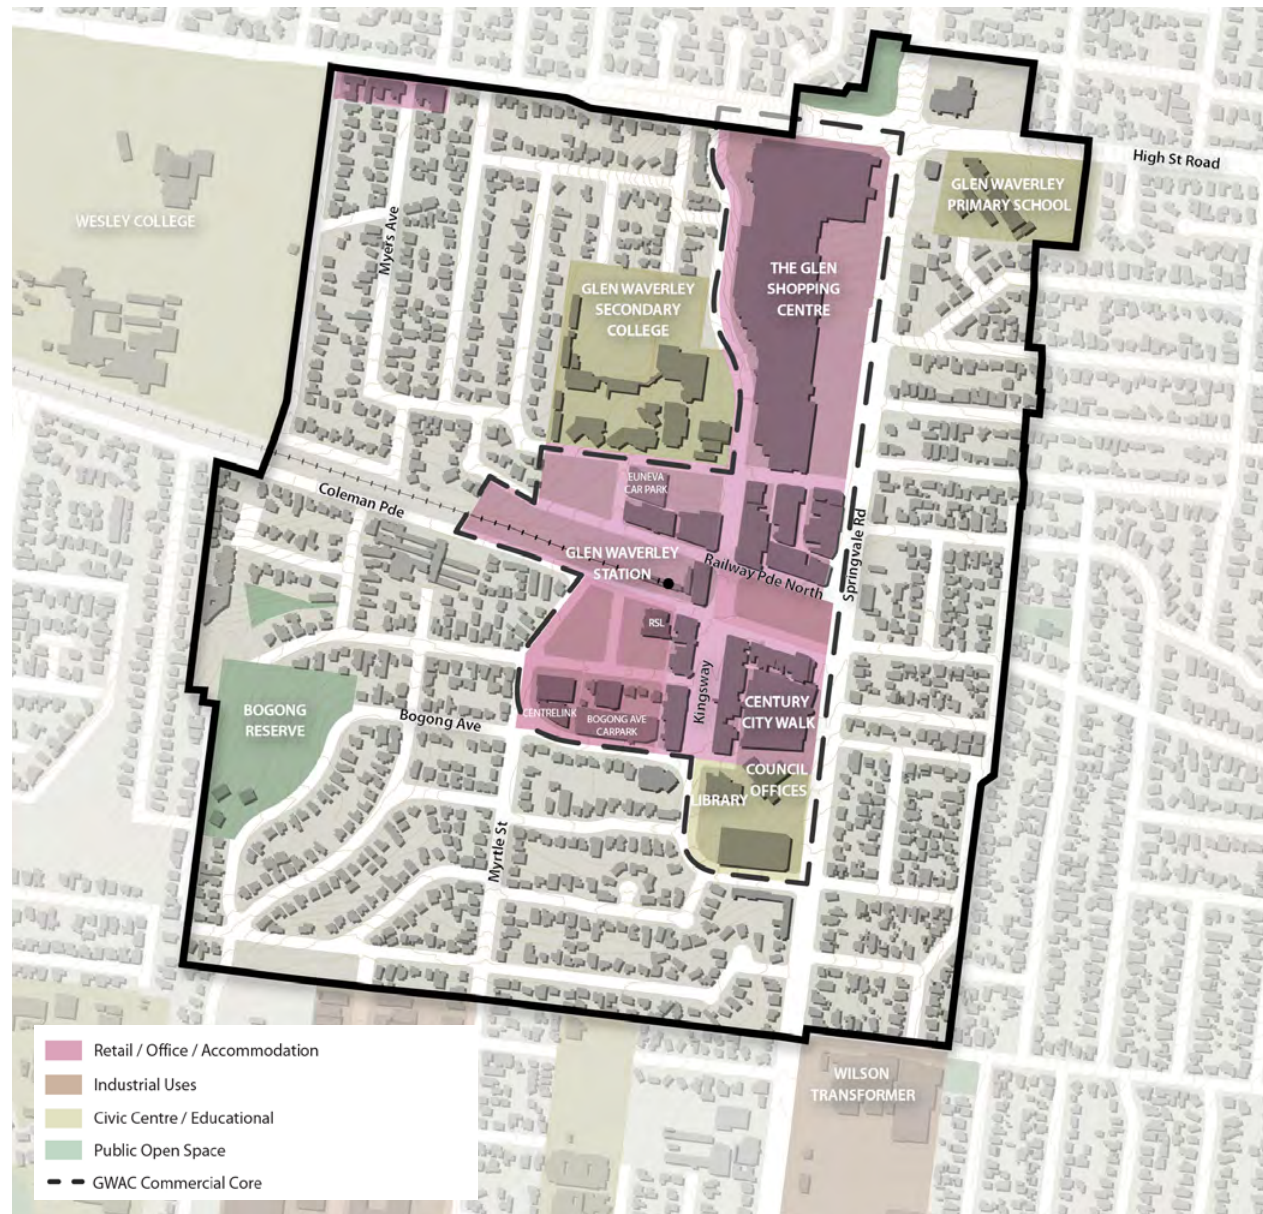 High St Road
GLEN WAVERLEY
PRIMARY SCHOOL
WESLEY COLLEGE
Myers Ave
THE GLEN
SHOPPING
CENTRE
GLEN WAVERLEY
SECONDARY
COLLEGE
EUNEVA
CAR PARK
Coleman Pde
GLEN WAVERLEY
STATION
Railway Pde North
Springvale Rd
RSL
Kingsway
CENTURY
CITY WALK
BOGONG
RESERVE
Bogong Ave
CENTRELINK
BOGONG AVE
CARPARK
COUNCIL
OFFICES
LIBRARY
Myrtle St
WILSON
TRANSFORMER
Retail / Office / Accommodation
Industrial Uses
Civic Centre / Educational
Public Open Space
GWAC Commercial Core